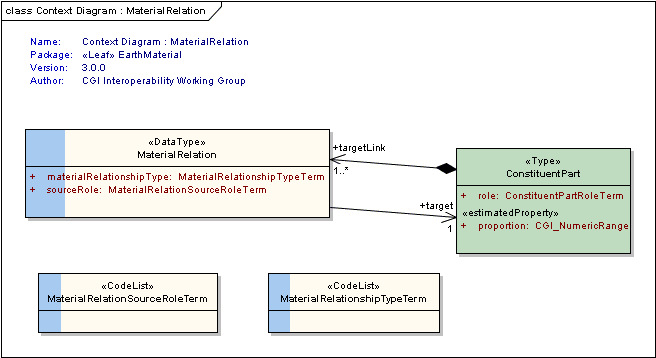 class Context Diagram : MaterialRelation
Name: Context Diagram : MaterialRelation
Package: «Leaf» EarthMaterial
Version: 3.0.0
Author: CGI Interoperability Working Group
«DataType»
MaterialRelation
+ materialRelationshipType: MaterialRelationshipTypeTerm
+ sourceRole: MaterialRelationSourceRoleTerm
+targetLink
1..*
«Type»
ConstituentPart
+ role: ConstituentPartRoleTerm
«estimatedProperty»
+ proportion: CGI_NumericRange
+target
1
«CodeList»
MaterialRelationSourceRoleTerm
«CodeList»
MaterialRelationshipTypeTerm